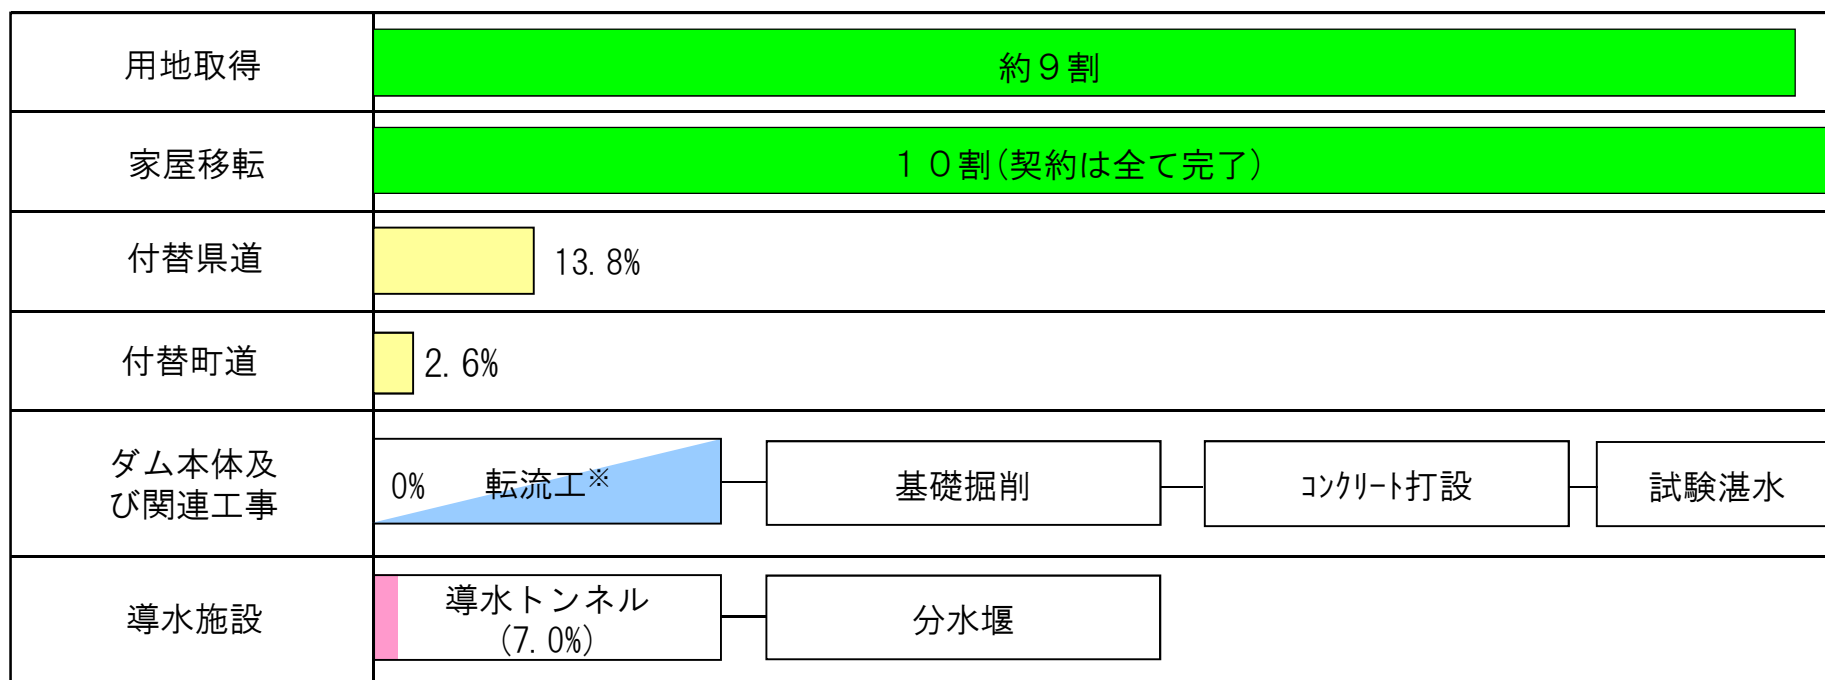 用地取得
約９割
家屋移転
１０割(契約は全て完了)
付替県道
13.8%
付替町道
2.6%
ダム本体及
び関連工事
0%
転流工※
基礎掘削
ｺﾝｸﾘｰﾄ打設
試験湛水
導水施設
導水トンネル
(7.0%)
分水堰